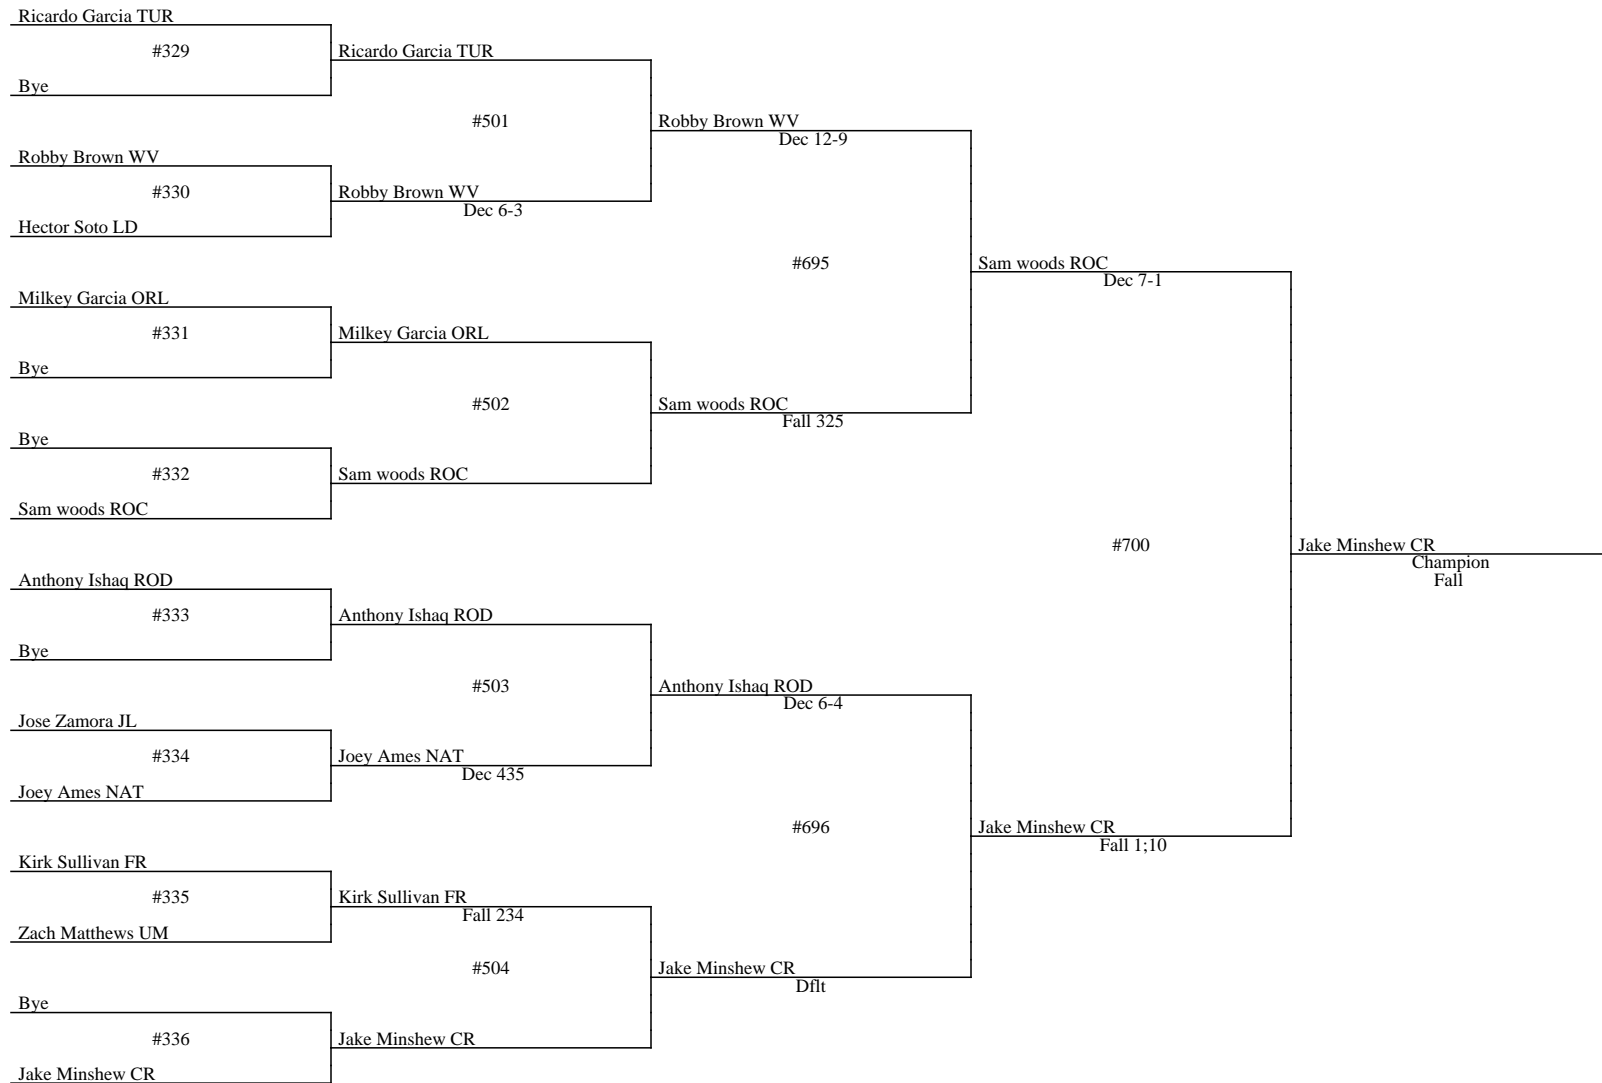 Ricardo Garcia TUR
#329
Ricardo Garcia TUR
Bye
#501
Robby Brown WV
Dec 12-9
Robby Brown WV
#330
Robby Brown WV
Dec 6-3
Hector Soto LD
#695
Sam woods ROC
Dec 7-1
Milkey Garcia ORL
#331
Milkey Garcia ORL
Bye
#502
Sam woods ROC
Fall 325
Bye
#332
Sam woods ROC
Sam woods ROC
#700
Jake Minshew CR
Champion
Fall
Anthony Ishaq ROD
#333
Anthony Ishaq ROD
Bye
#503
Anthony Ishaq ROD
Dec 6-4
Jose Zamora JL
#334
Joey Ames NAT
Dec 435
Joey Ames NAT
#696
Jake Minshew CR
Fall 1;10
Kirk Sullivan FR
#335
Kirk Sullivan FR
Fall 234
Zach Matthews UM
#504
Jake Minshew CR
Dflt
Bye
#336
Jake Minshew CR
Jake Minshew CR